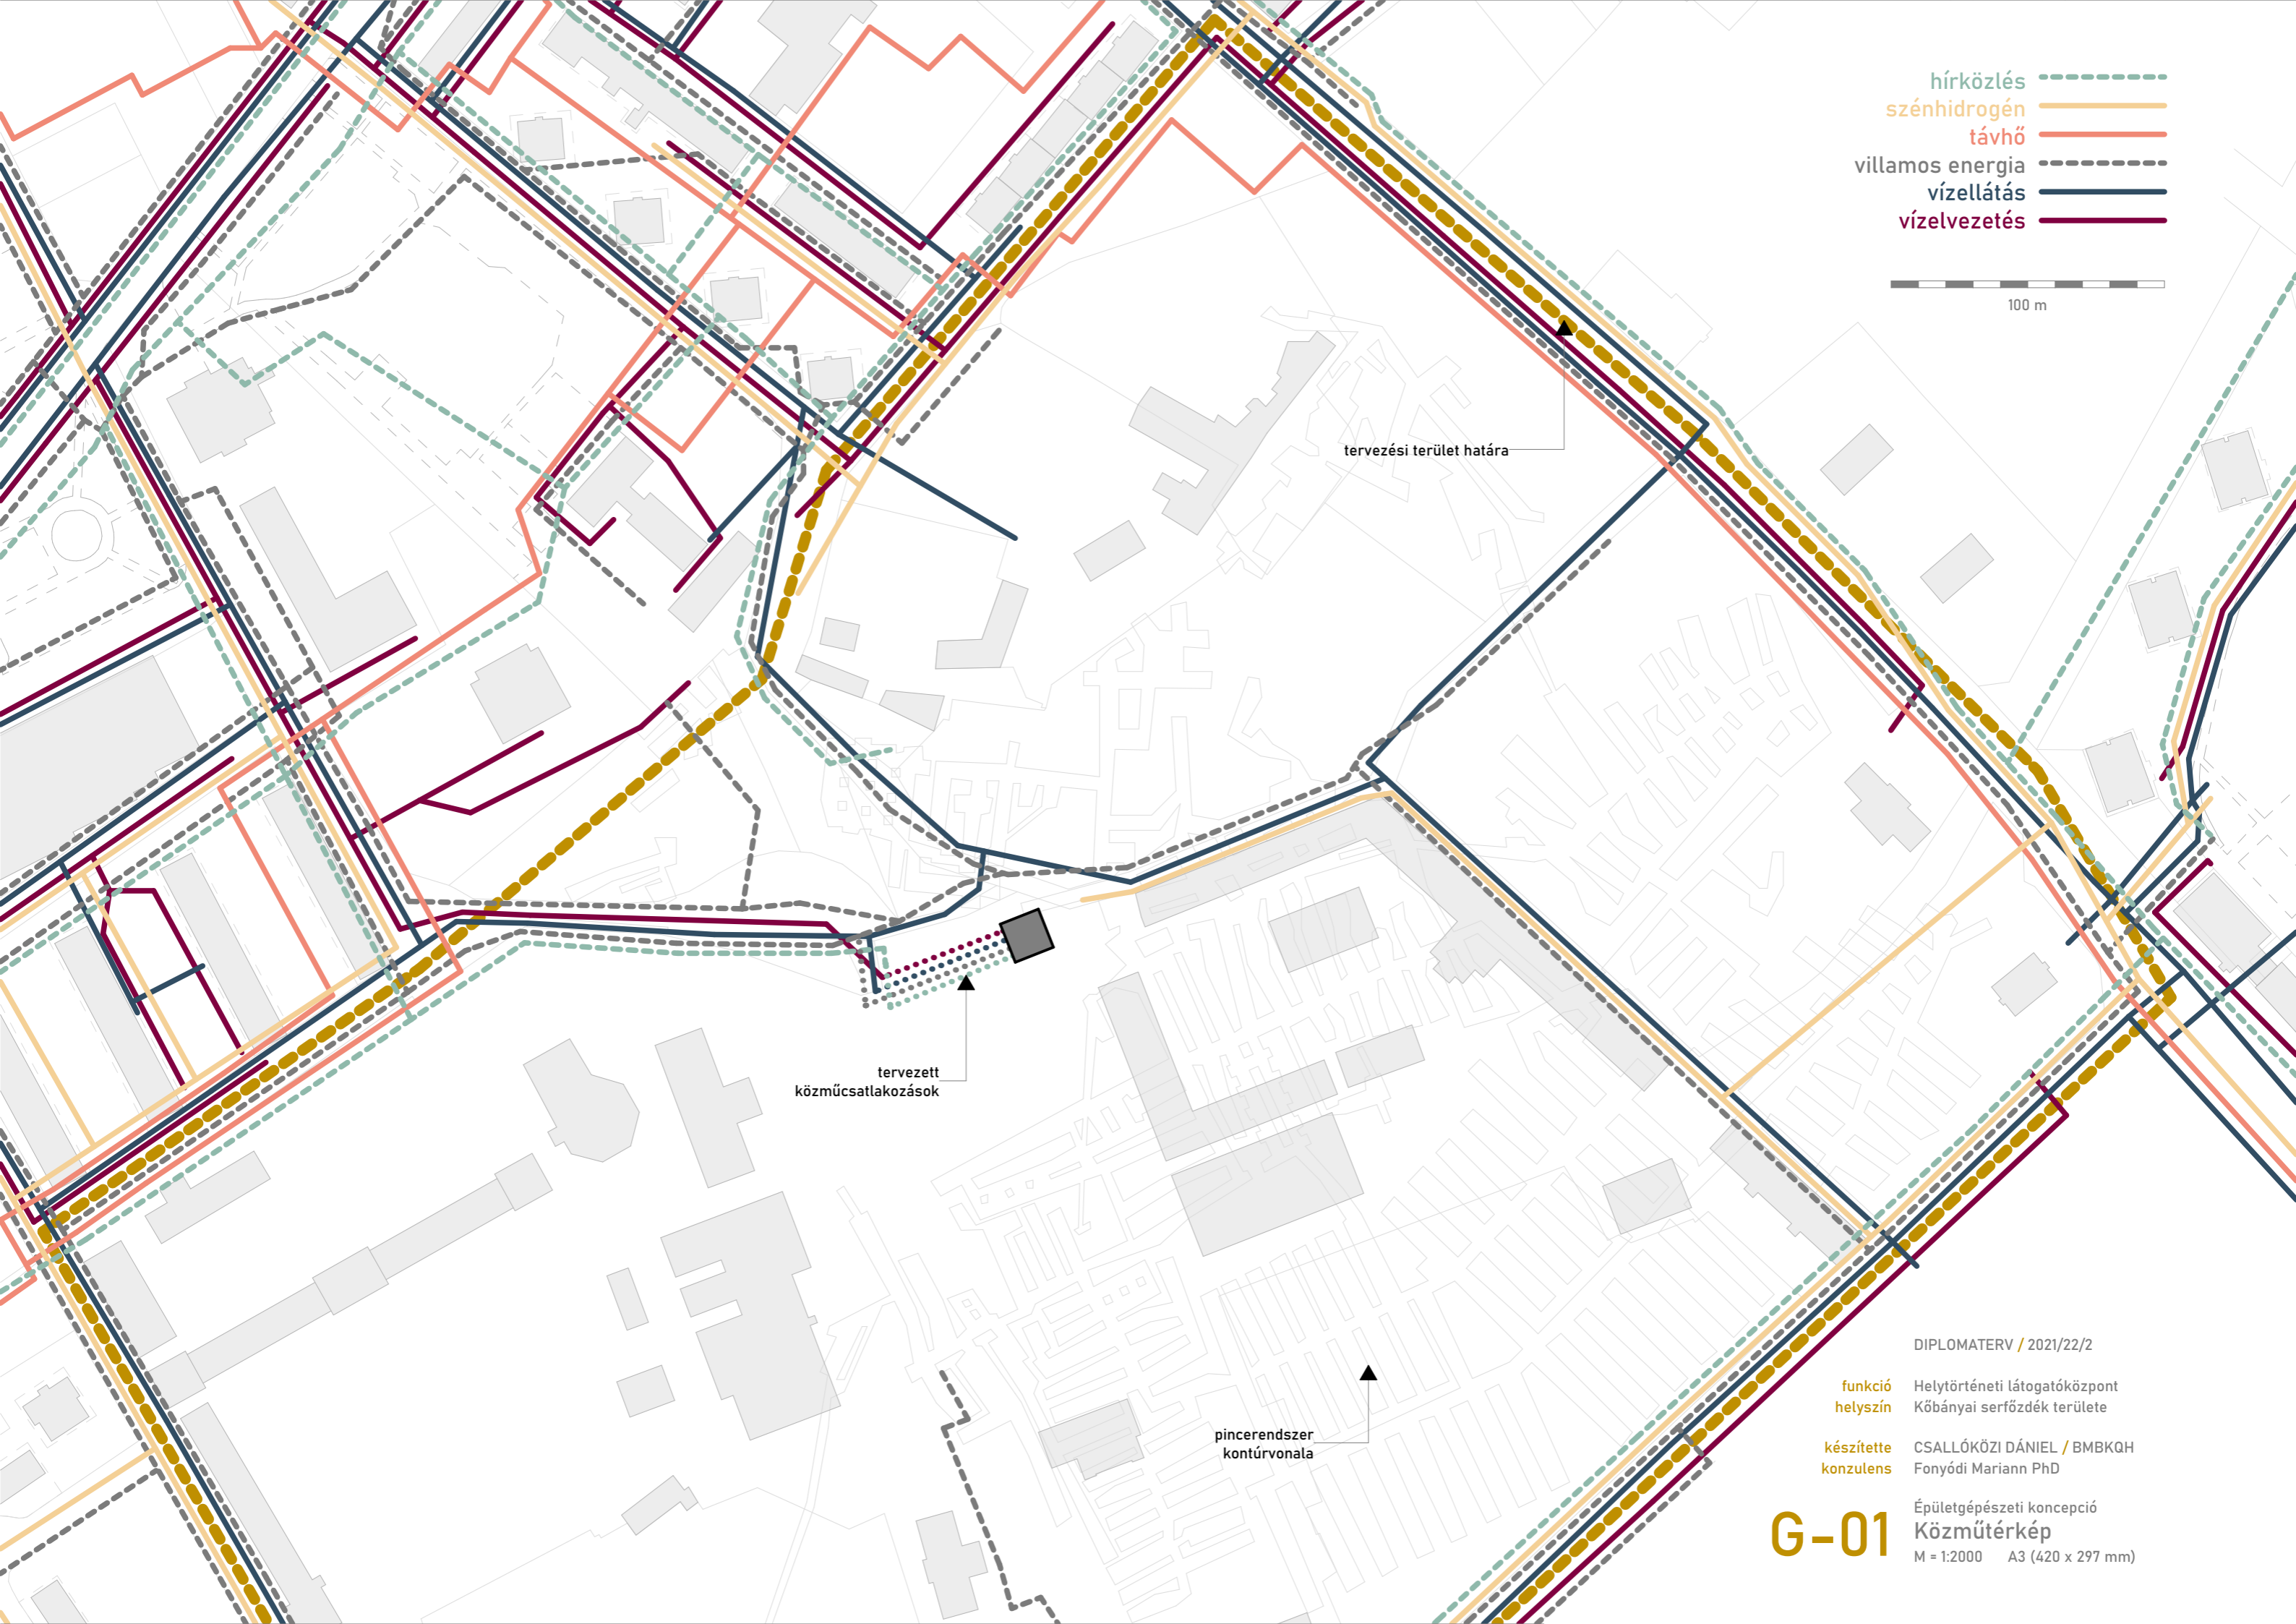 hírközlés
szénhidrogén
távhő
villamos energia
vízellátás
vízelvezetés
100 m
tervezési terület határa
tervezett
közműcsatlakozások
pincerendszer
kontúrvonala
DIPLOMATERV / 2021/22/2
funkció Helytörténeti látogatóközpont
helyszín Kőbányai serfőzdék területe
készítette CSALLÓKÖZI DÁNIEL / BMBKQH
konzulens Fonyódi Mariann PhD
Épületgépészeti koncepció
G-01 Közműtérkép
M = 1:2000 A3 (420 x 297 mm)